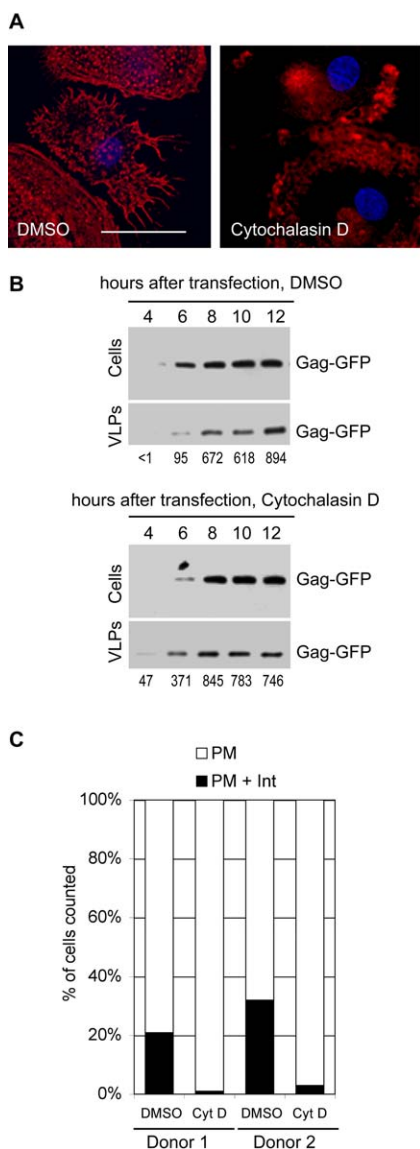 A
DMSO
Cytochalasin D
B
hours after transfection, DMSO
4 6 8 10 12
Cells
Gag-GFP
VLPs
Gag-GFP
<1 95 672 618 894
hours after transfection, Cytochalasin D
4 6 8 10 12
Cells
Gag-GFP
VLPs
Gag-GFP
47 371 845 783 746
C
PM
PM + Int
% of cells counted
100%
80%
60%
40%
20%
0%
DMSO Cyt D DMSO Cyt D
Donor 1 Donor 2